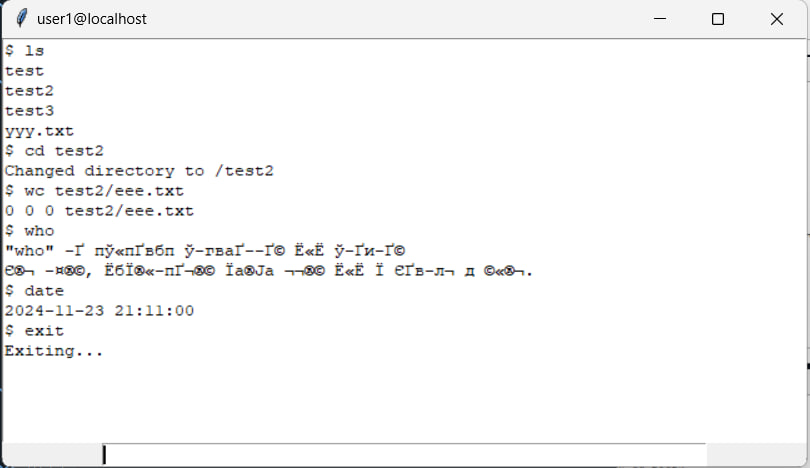 user1@localhost
$ ls
test
test2
test3
yyy.txt
$ cd test2
Changed directory to /test2
$ wc test2/eee.txt
0 0 0 test2/eee.txt
$ who
"who" -Ґ пў«пҐвбп ў-гваҐ--Ґ© Ё«Ё ў-Ґи-Ґ©
Є®¬ -¤®©, ЁбЇ®«-пҐ¬®© Їа®Ја ¬¬®© Ё«Ё Ї ЄҐв-л¬ д ©«®¬.
$ date
2024-11-23 21:11:00
$ exit
Exiting...